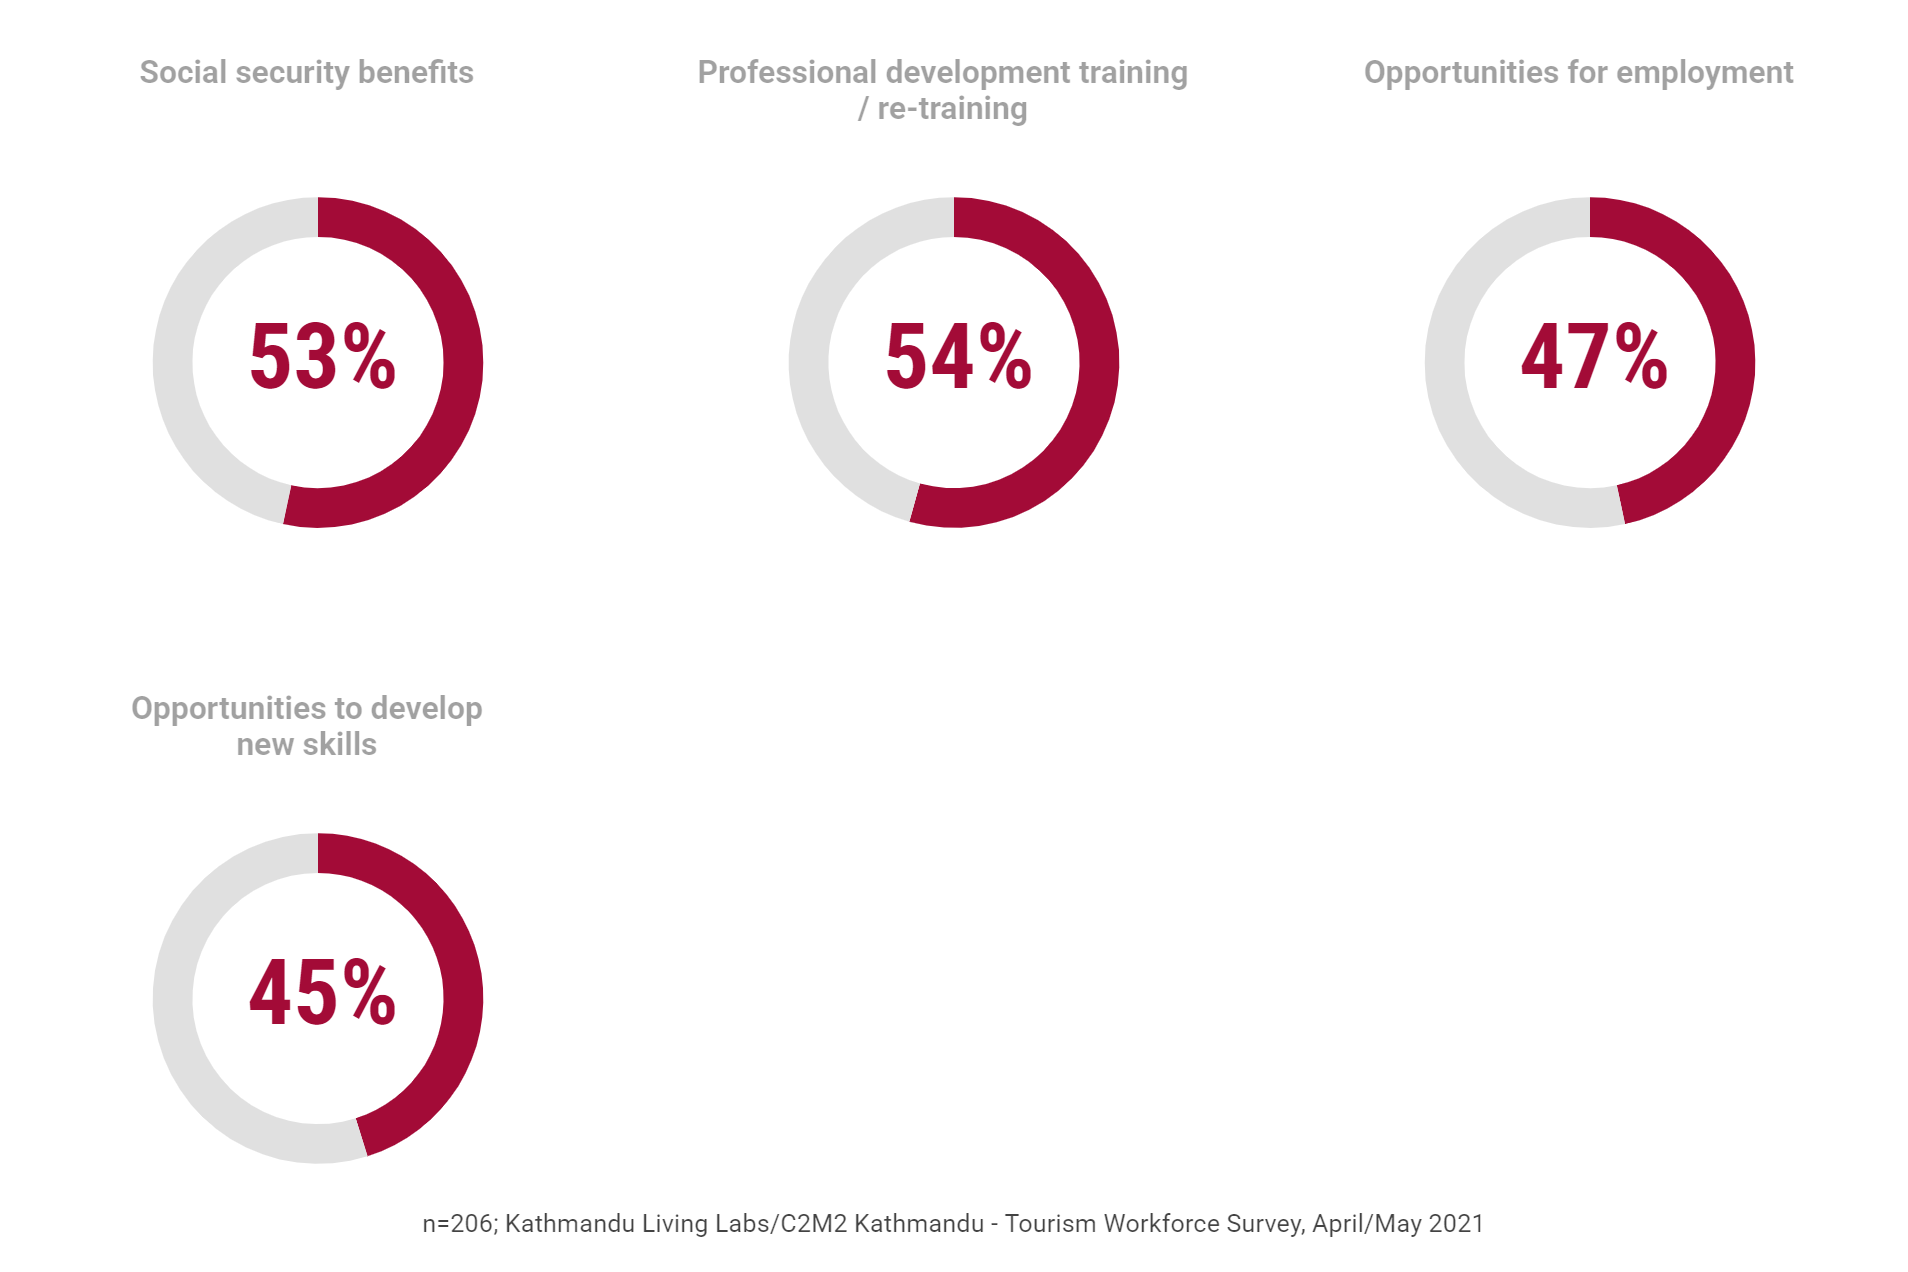 Social security benefits
Professional development training
/ re-training
Opportunities for employment
53%
54%
47%
Opportunities to develop
new skills
45%
n=206; Kathmandu Living Labs/C2M2 Kathmandu - Tourism Workforce Survey, April/May 2021